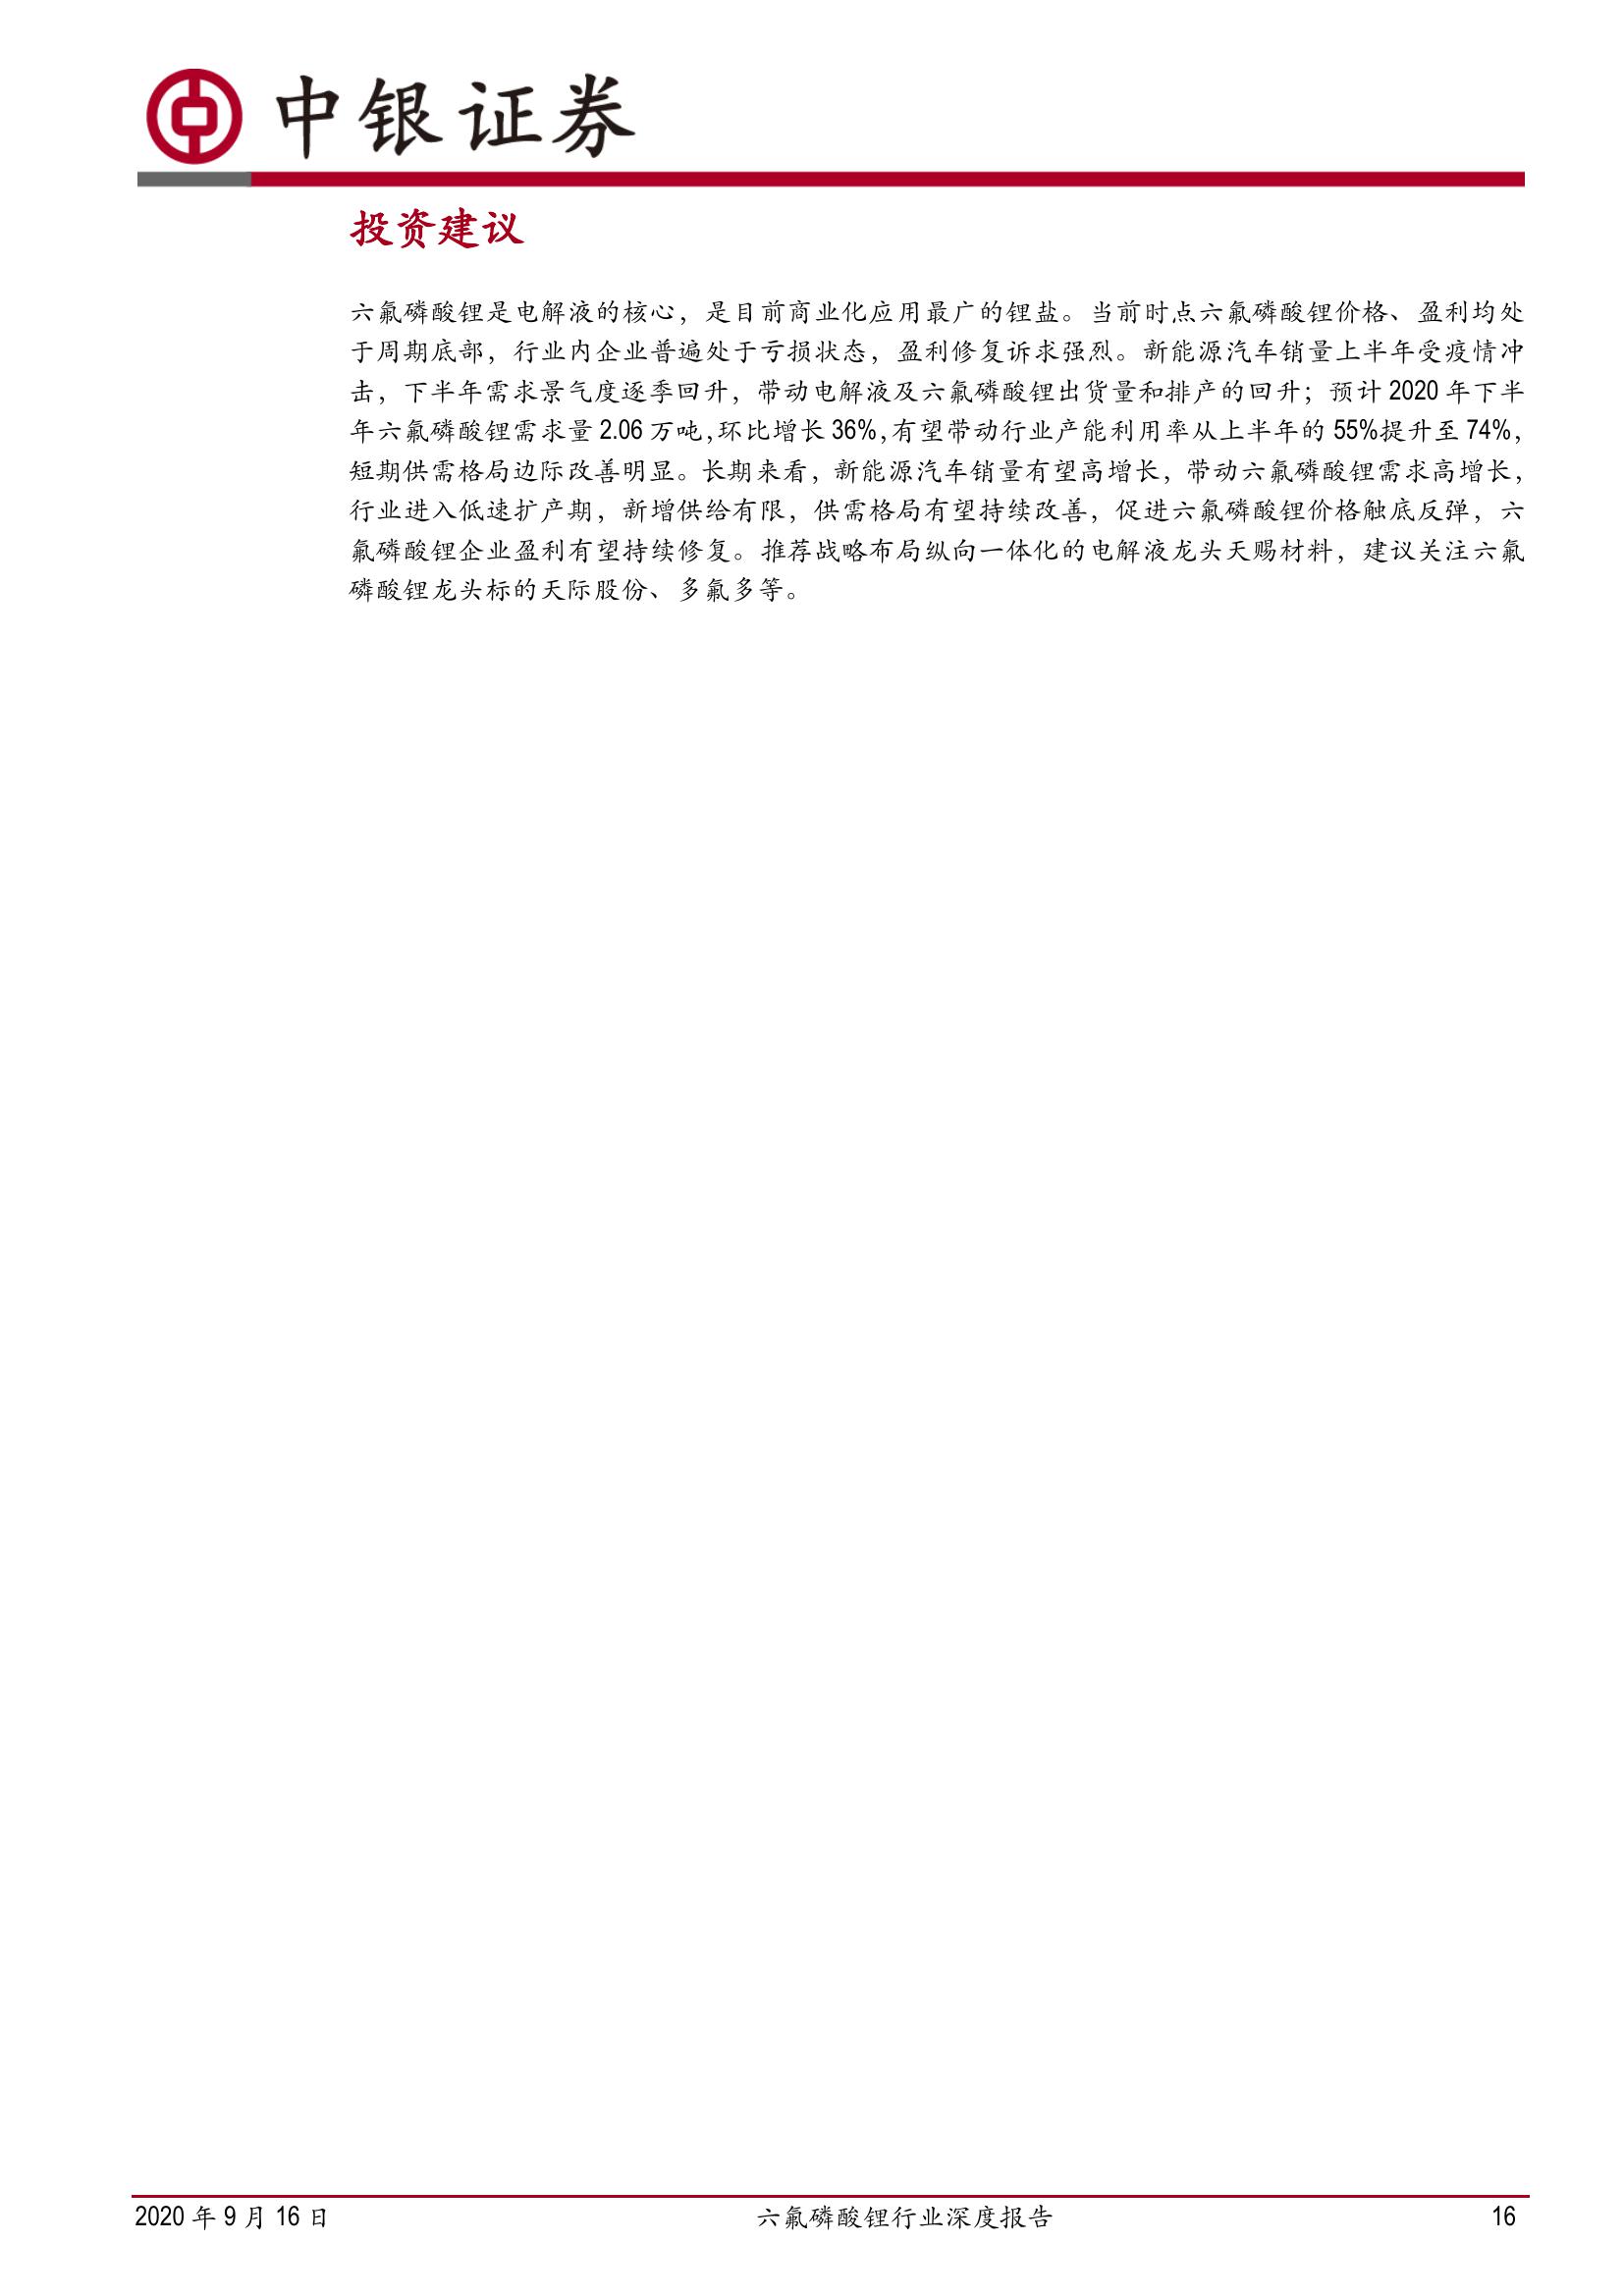 中银证券
投资建议
六氟磷酸锂是电解液的核心，是目前商业化应用最广的锂盐。当前时点六氟磷酸锂价格、盈利均处
于周期底部，行业内企业普遍处于亏损状态，盈利修复诉求强烈。新能源汽车销量上半年受疫情冲
击，下半年需求景气度逐季回升，带动电解液及六氟磷酸锂出货量和排产的回升；预计 2020 年下半
年六氟磷酸锂需求量 2.06 万吨，环比增长 36%，有望带动行业产能利用率从上半年的 55%提升至 74%，
短期供需格局边际改善明显。长期来看，新能源汽车销量有望高增长，带动六氟磷酸锂需求高增长，
行业进入低速扩产期，新增供给有限，供需格局有望持续改善，促进六氟磷酸锂价格触底反弹，六
氟磷酸锂企业盈利有望持续修复。推荐战略布局纵向一体化的电解液龙头天赐材料，建议关注六氟
磷酸锂龙头标的天际股份、多氟多等。
2020 年 9 月 16 日
六氟磷酸锂行业深度报告
16